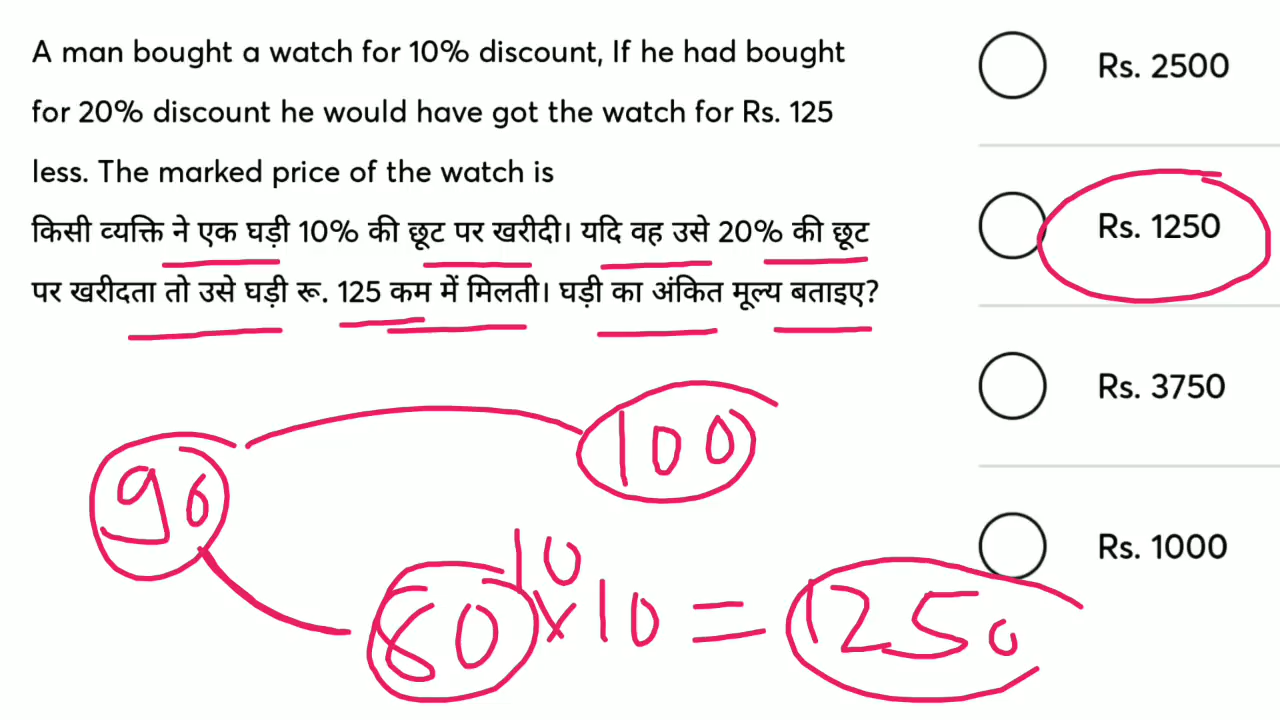 A man bought a watch for 10% discount, If he had bought
for 20% discount he would have got the watch for Rs. 125
less. The marked price of the watch is
किसी व्यक्ति ने एक घड़ी 10% की छूट पर खरीदी। यदि वह उसे 20% की छूट
पर खरीदता तो उसे घड़ी रू. 125 कम में मिलती। घड़ी का अंकित मूल्य बताइए?
Rs. 2500
Rs. 1250
Rs. 3750
Rs. 1000
100
90
10
80 x 10 = 1250